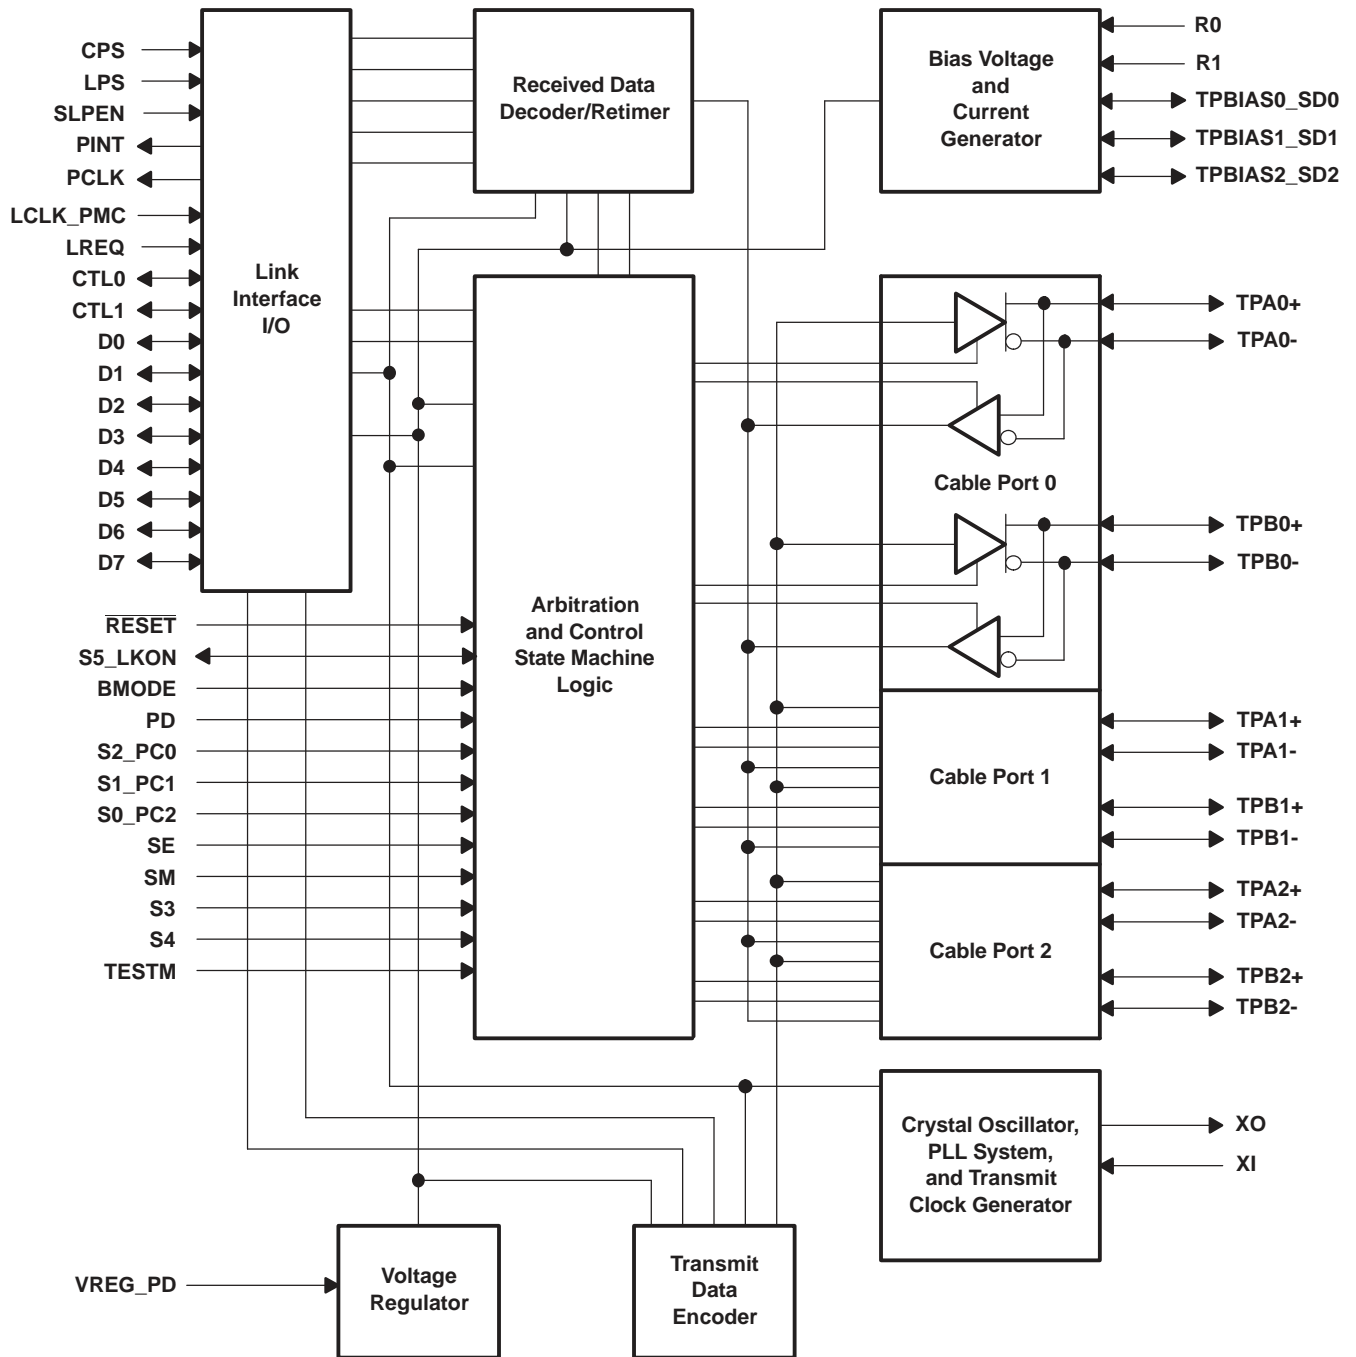 CPS
LPS
SLPEN
PINT
PCLK
LCLK_PMC
LREQ
CTL0
CTL1
D0
D1
D2
D3
D4
D5
D6
D7
RESET
S5_LKON
BMODE
PD
S2_PC0
S1_PC1
S0_PC2
SE
SM
S3
S4
TESTM
VREG_PD
Link
Interface
I/O
Received Data
Decoder/Retimer
Arbitration
and Control
State Machine
Logic
Voltage
Regulator
Transmit
Data
Encoder
Bias Voltage
and
Current
Generator
Cable Port 0
Cable Port 1
Cable Port 2
Crystal Oscillator,
PLL System,
and Transmit
Clock Generator
R0
R1
TPBIAS0_SD0
TPBIAS1_SD1
TPBIAS2_SD2
TPA0+
TPA0-
TPB0+
TPB0-
TPA1+
TPA1-
TPB1+
TPB1-
TPA2+
TPA2-
TPB2+
TPB2-
XO
XI